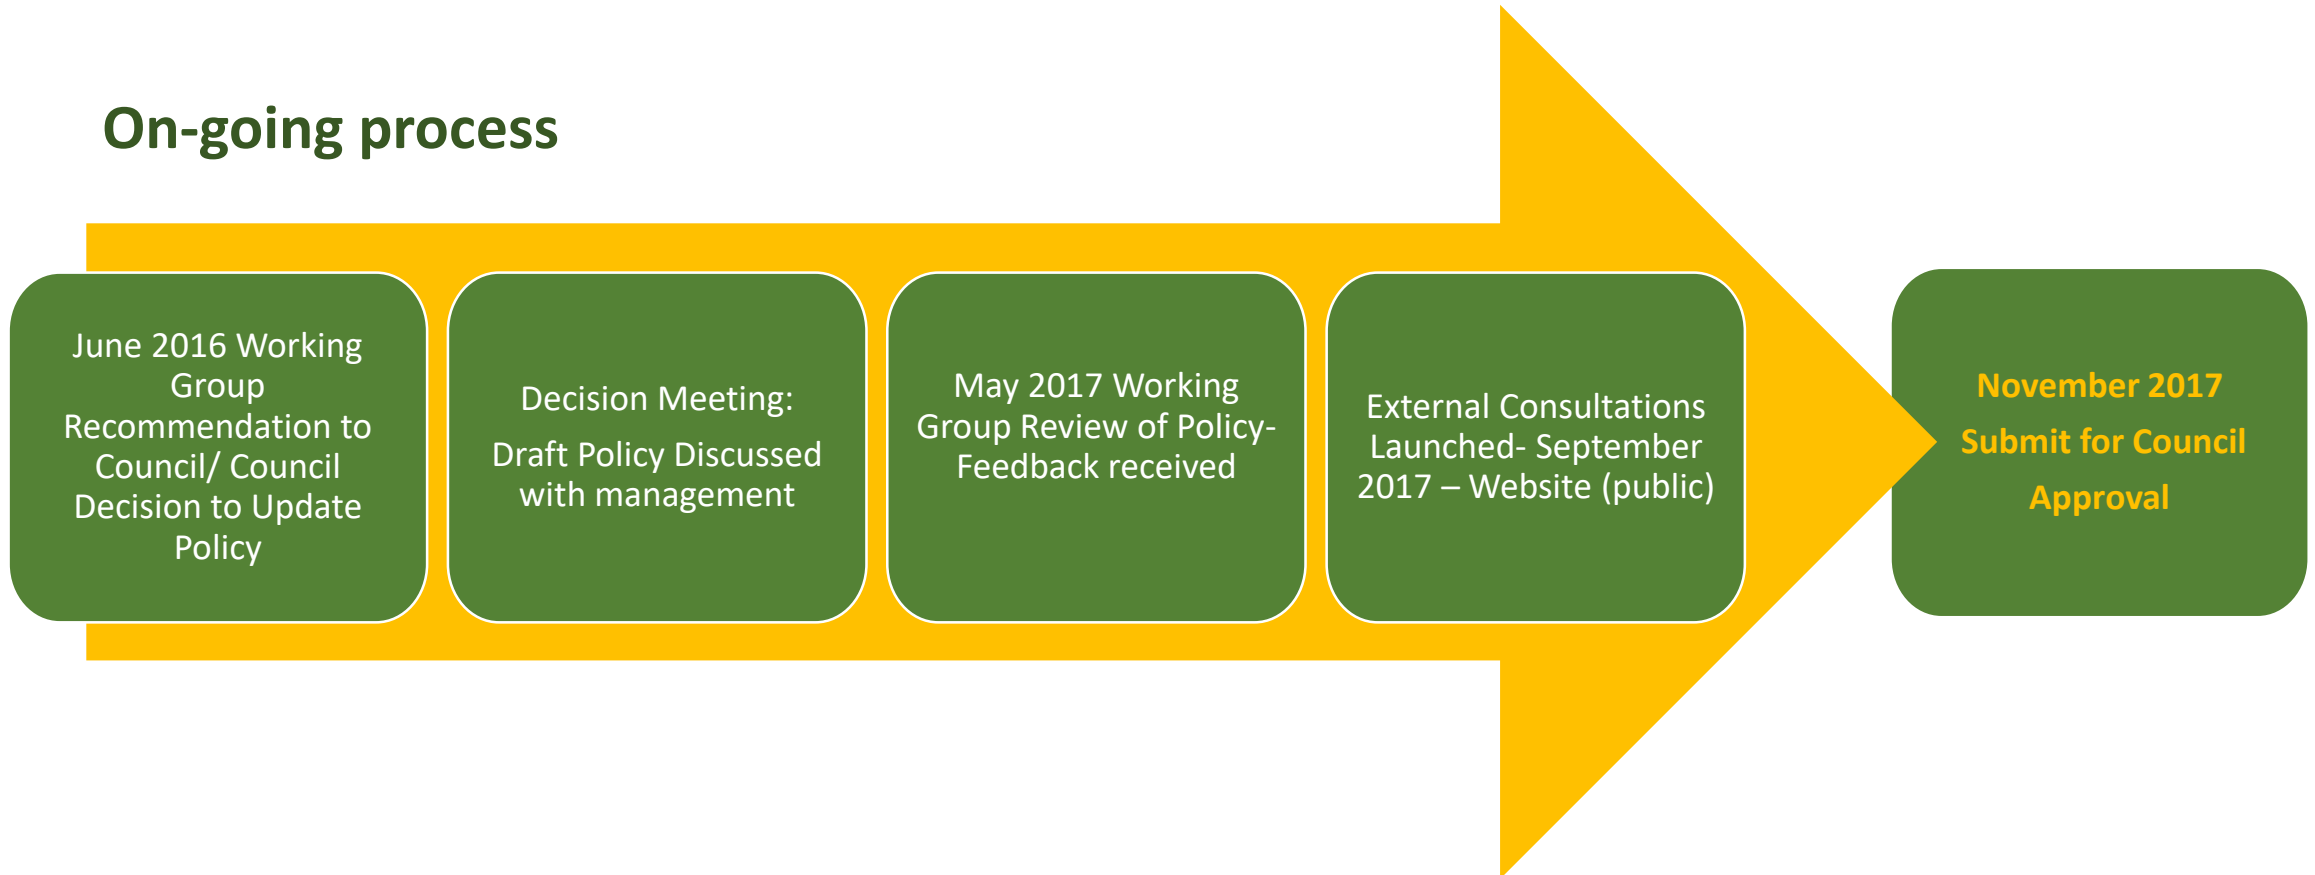 On-going process
June 2016 Working
Group
Recommendation to
Council/ Council
Decision to Update
Policy
Decision Meeting:
Draft Policy Discussed
with management
May 2017 Working
Group Review of Policy-
Feedback received
External Consultations
Launched- September
2017 – Website (public)
November 2017
Submit for Council
Approval